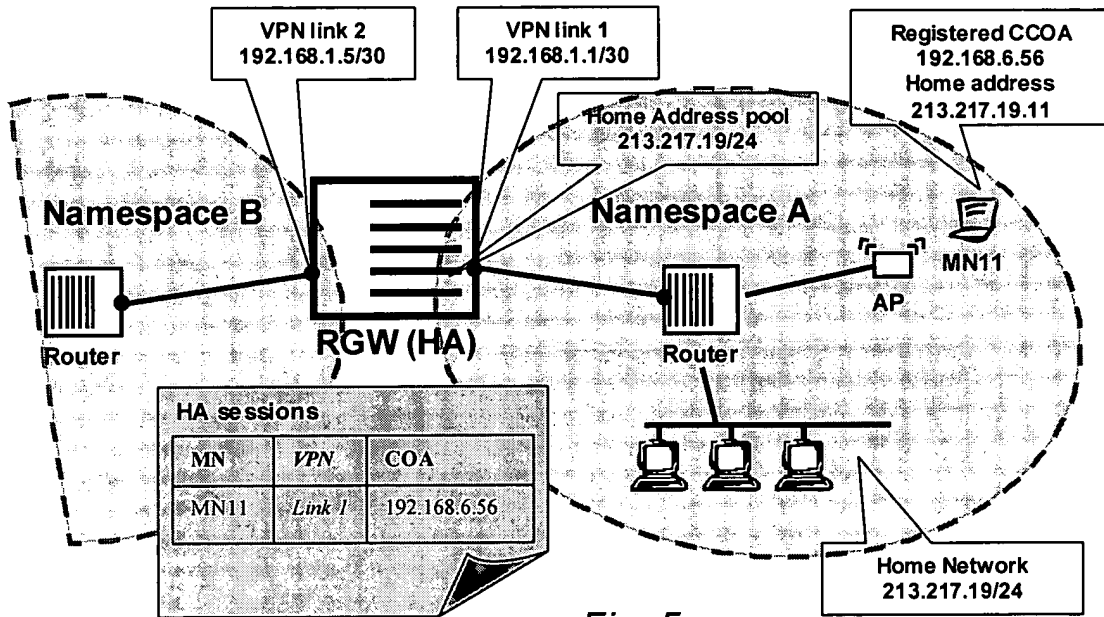 VPN link 2
192.168.1.5/30
VPN link 1
192.168.1.1/30
Registered CCOA
192.168.6.56
Home address
213.217.19.11
Home Address pool
213.217.19/24
Namespace B
Namespace A
MN11
AP
Router
RGW (HA)
Router
HA sessions
MN VPN COA
MN11 Link 1 192.168.6.56
Home Network
213.217.19/24